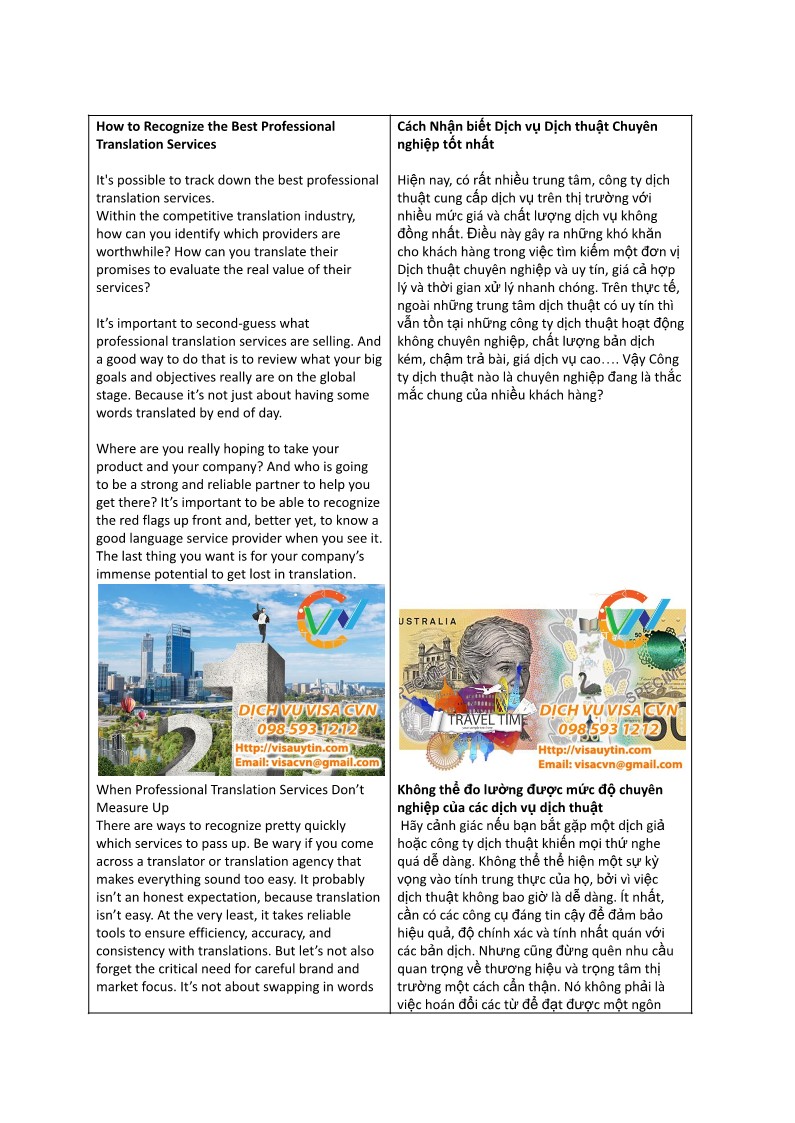 How to Recognize the Best Professional
Translation Services
It's possible to track down the best professional
translation services.
Within the competitive translation industry,
how can you identify which providers are
worthwhile? How can you translate their
promises to evaluate the real value of their
services?
It’s important to second-guess what
professional translation services are selling. And
a good way to do that is to review what your big
goals and objectives really are on the global
stage. Because it’s not just about having some
words translated by end of day.
Where are you really hoping to take your
product and your company? And who is going
to be a strong and reliable partner to help you
get there? It’s important to be able to recognize
the red flags up front and, better yet, to know a
good language service provider when you see it.
The last thing you want is for your company’s
immense potential to get lost in translation.
DICH VU VISA CVN
098 593 1212
Http://visauytin.com
Email: visacvn@gmail.com
When Professional Translation Services Don’t
Measure Up
There are ways to recognize pretty quickly
which services to pass up. Be wary if you come
across a translator or translation agency that
makes everything sound too easy. It probably
isn’t an honest expectation, because translation
isn’t easy. At the very least, it takes reliable
tools to ensure efficiency, accuracy, and
consistency with translations. But let’s not also
forget the critical need for careful brand and
market focus. It’s not about swapping in words
Cách Nhận biết Dịch vụ Dịch thuật Chuyên
nghiệp tốt nhất
Hiện nay, có rất nhiều trung tâm, công ty dịch
thuật cung cấp dịch vụ trên thị trường với
nhiều mức giá và chất lượng dịch vụ không
đồng nhất. Điều này gây ra những khó khăn
cho khách hàng trong việc tìm kiếm một đơn vị
Dịch thuật chuyên nghiệp và uy tín, giá cả hợp
lý và thời gian xử lý nhanh chóng. Trên thực tế,
ngoài những trung tâm dịch thuật có uy tín thì
vẫn tồn tại những công ty dịch thuật hoạt động
không chuyên nghiệp, chất lượng bản dịch
kém, chậm trả bài, giá dịch vụ cao…. Vậy Công
ty dịch thuật nào là chuyên nghiệp đang là thắc
mắc chung của nhiều khách hàng?
USTRALIA
SPECIMEN
TRAVEL TIME
50
DICH VU VISA CVN
098 593 1212
Http://visauytin.com
Email: visacvn@gmail.com
Không thể đo lường được mức độ chuyên
nghiệp của các dịch vụ dịch thuật
Hãy cảnh giác nếu bạn bắt gặp một dịch giả
hoặc công ty dịch thuật khiến mọi thứ nghe
quá dễ dàng. Không thể thể hiện một sự kỳ
vọng vào tính trung thực của họ, bởi vì việc
dịch thuật không bao giờ là dễ dàng. Ít nhất,
cần có các công cụ đáng tin cậy để đảm bảo
hiệu quả, độ chính xác và tính nhất quán với
các bản dịch. Nhưng cũng đừng quên nhu cầu
quan trọng về thương hiệu và trọng tâm thị
trường một cách cẩn thận. Nó không phải là
việc hoán đổi các từ để đạt được một ngôn